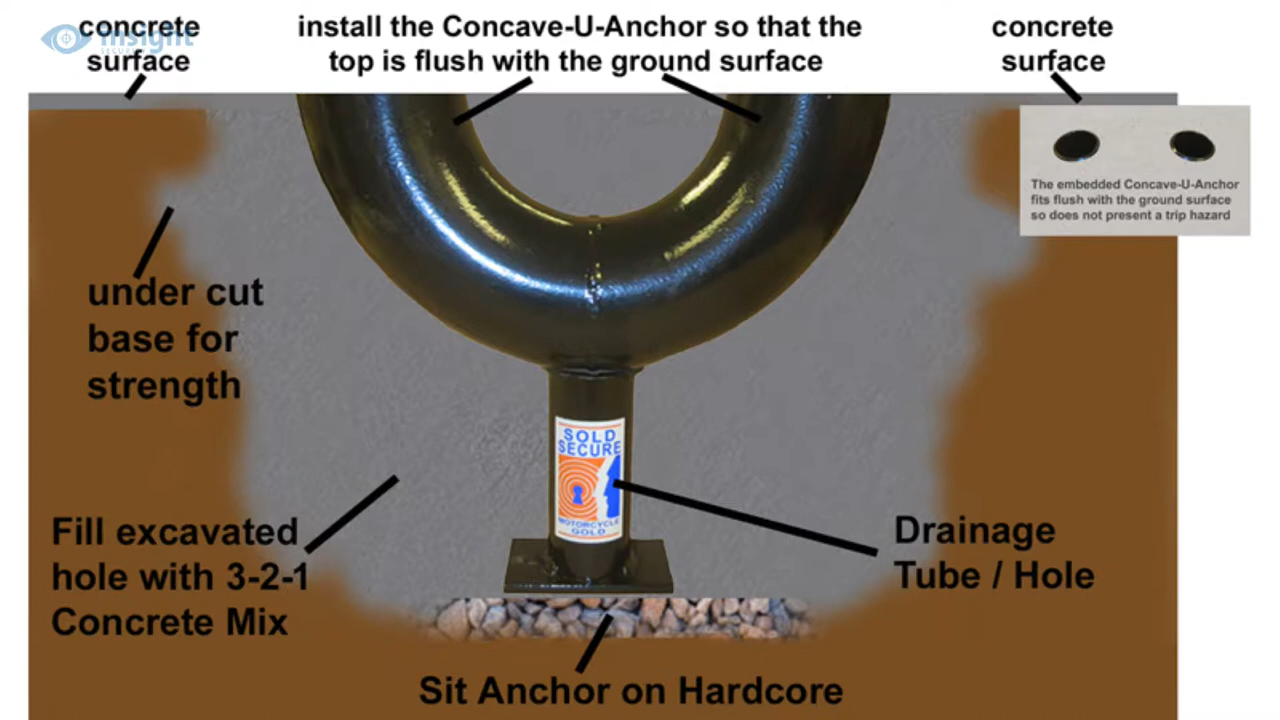 concrete
surface
insight
SECURITY
install the Concave-U-Anchor so that the
top is flush with the ground surface
concrete
surface
The embedded Concave-U-Anchor
fits flush with the ground surface
so does not present a trip hazard
under cut
base for
strength
SOLD
SECURE
MOTORCYCLE
GOLD
Fill excavated
hole with 3-2-1
Concrete Mix
Drainage
Tube / Hole
Sit Anchor on Hardcore